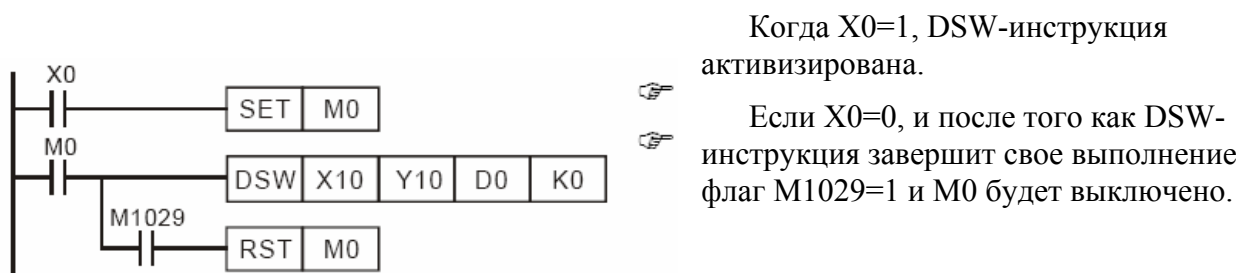 X0
SET M0
M0
DSW X10 Y10 D0 K0
M1029
RST M0
Когда X0=1, DSW-инструкция
активизирована.
Если X0=0, и после того как DSW-
инструкция завершит свое выполнение
флаг M1029=1 и M0 будет выключено.